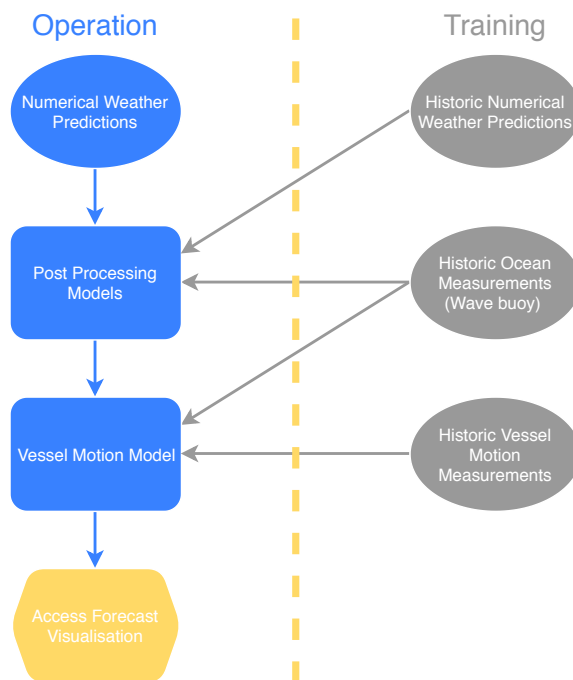 Operation
Training
Numerical Weather
Predictions
Historic Numerical
Weather Predictions
Post Processing
Models
Historic Ocean
Measurements
(Wave buoy)
Vessel Motion Model
Historic Vessel
Motion
Measurements
Access Forecast
Visualisation